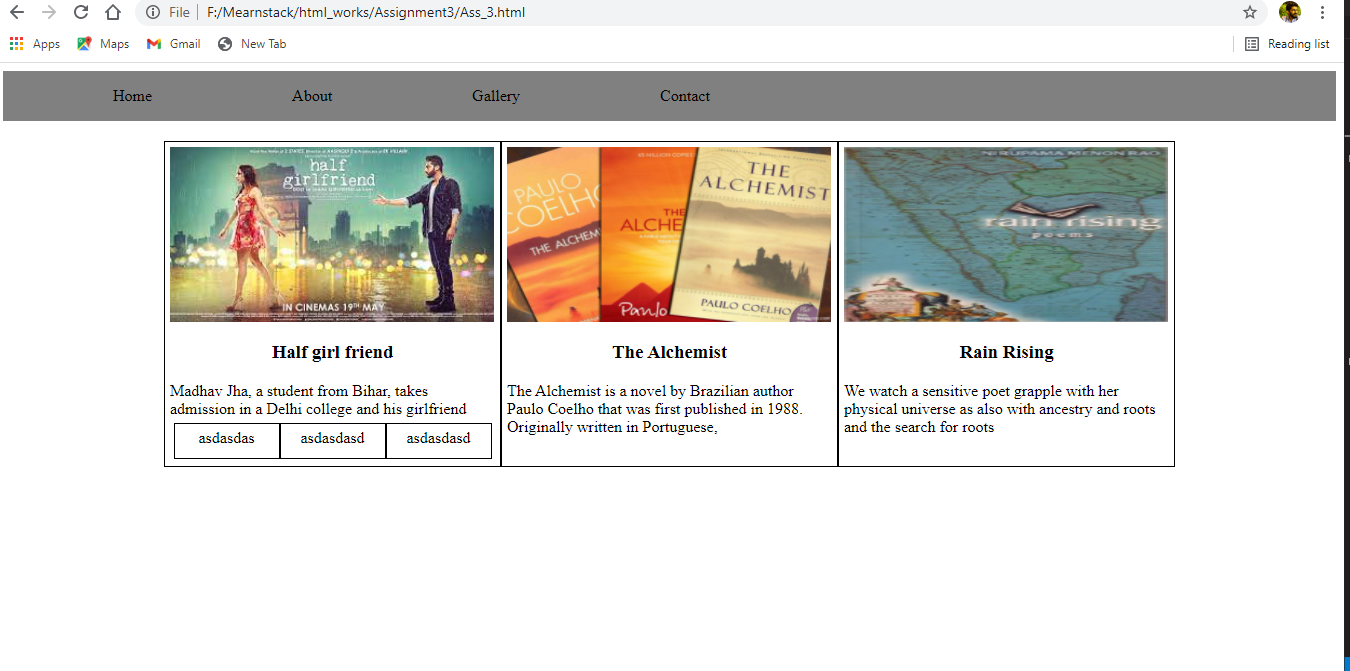 File | F:/Mearnstack/html_works/Assignment3/Ass_3.html
Apps Maps Gmail New Tab Reading list
Home About Gallery Contact
half
girlfriend
IN CINEMAS 19TH MAY
PAULO
COELHO
THE ALCHEM
THE
ALCHE
Paulo
THE
ALCHEMIST
PAULO COELHO
RUPAMA MENON RAO
rain rising
poems
Half girl friend
The Alchemist
Rain Rising
Madhav Jha, a student from Bihar, takes
admission in a Delhi college and his girlfriend
asdasdas asdasdasd asdasdasd
The Alchemist is a novel by Brazilian author
Paulo Coelho that was first published in 1988.
Originally written in Portuguese,
We watch a sensitive poet grapple with her
physical universe as also with ancestry and roots
and the search for roots